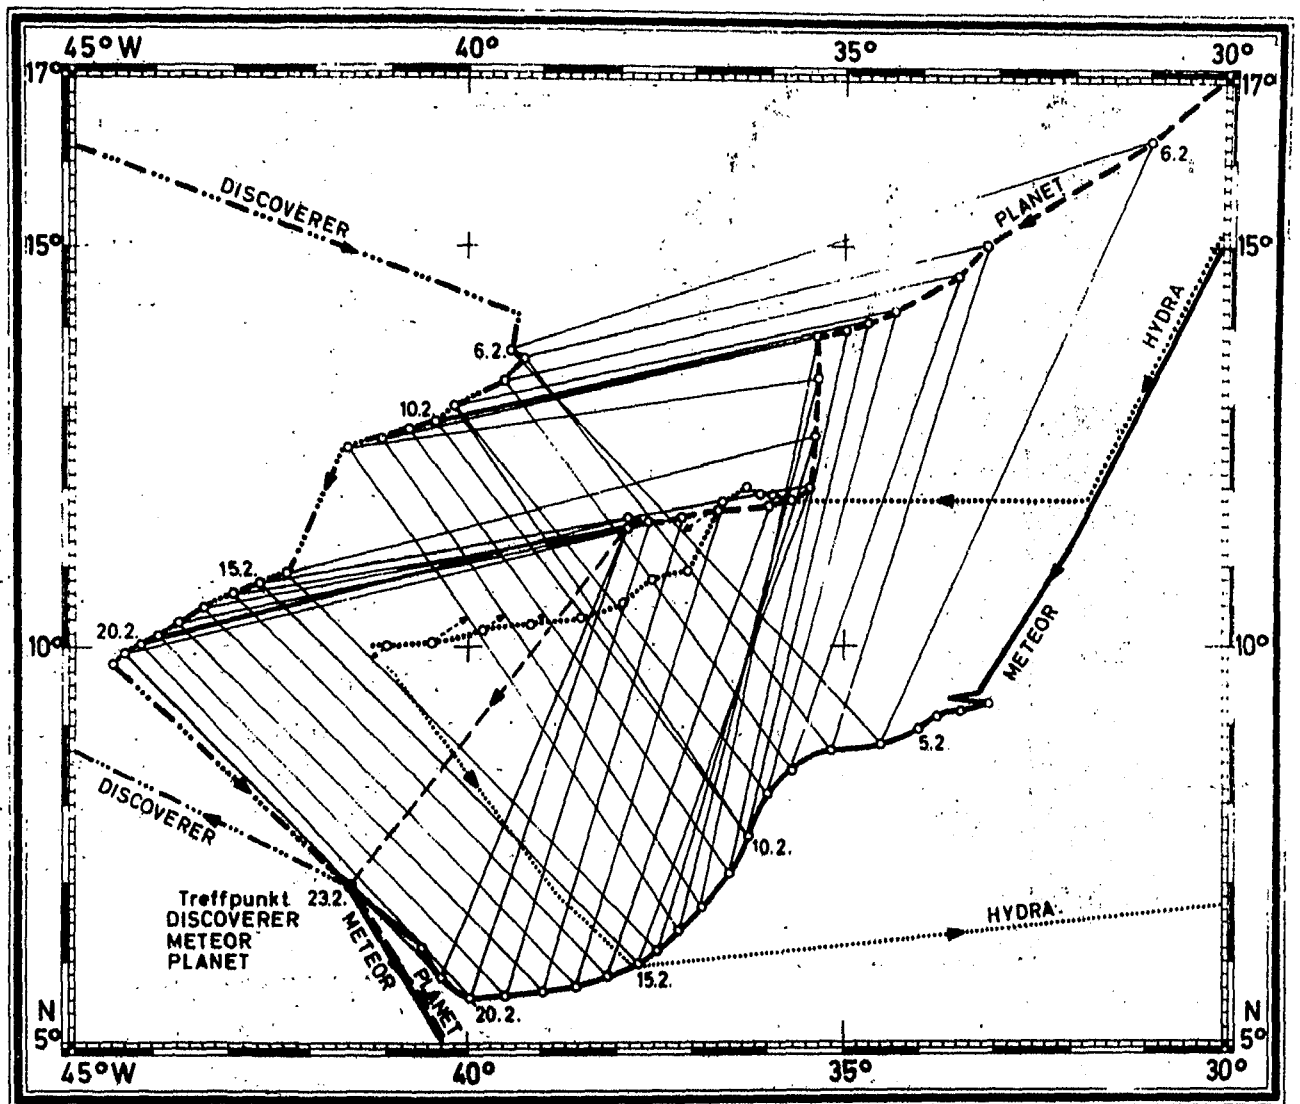 45°W 40° 35° 30°
17° 17°
6.2.
DISCOVERER
PLANET
15° 15°
HYDRA
6.2.
10.2.
15.2.
20.2.
10° 10°
METEOR
5.2.
DISCOVERER
10.2.
Treffpunkt 23.2.
DISCOVERER
METEOR
PLANET
METEOR
PLANET
HYDRA
15.2.
20.2.
N N
5° 5°
45°W 40° 35° 30°